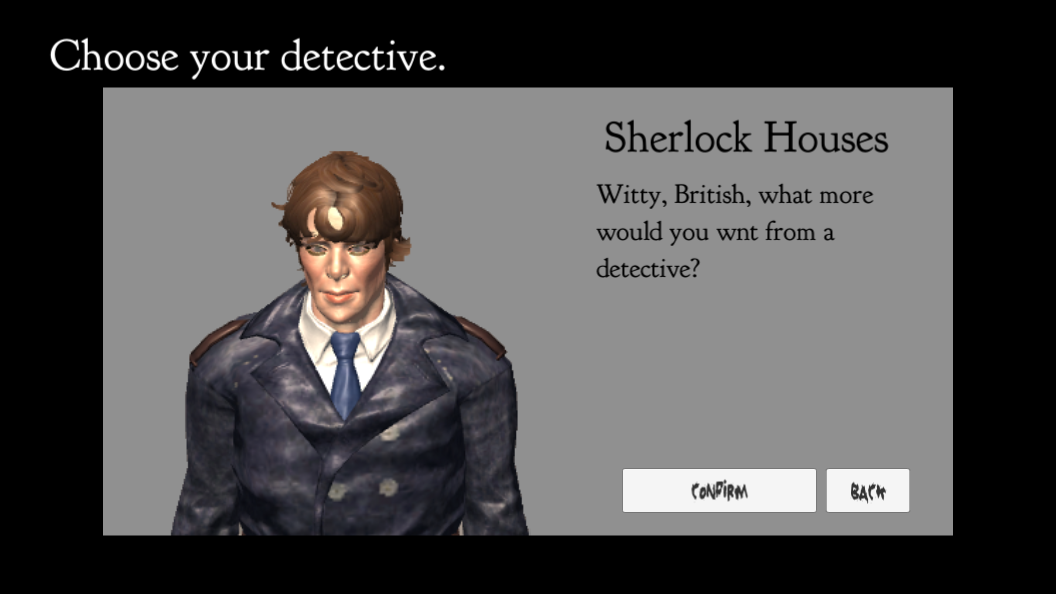 Choose your detective.
Sherlock Houses
Witty, British, what more
would you wnt from a
detective?
CONFIRM
BACK